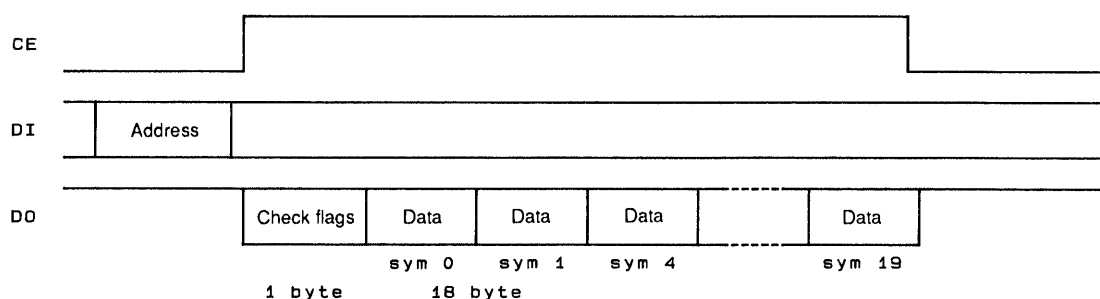 CE
DI Address
DO Check flags Data Data Data Data
sym 0 sym 1 sym 4 sym 19
1 byte 18 byte